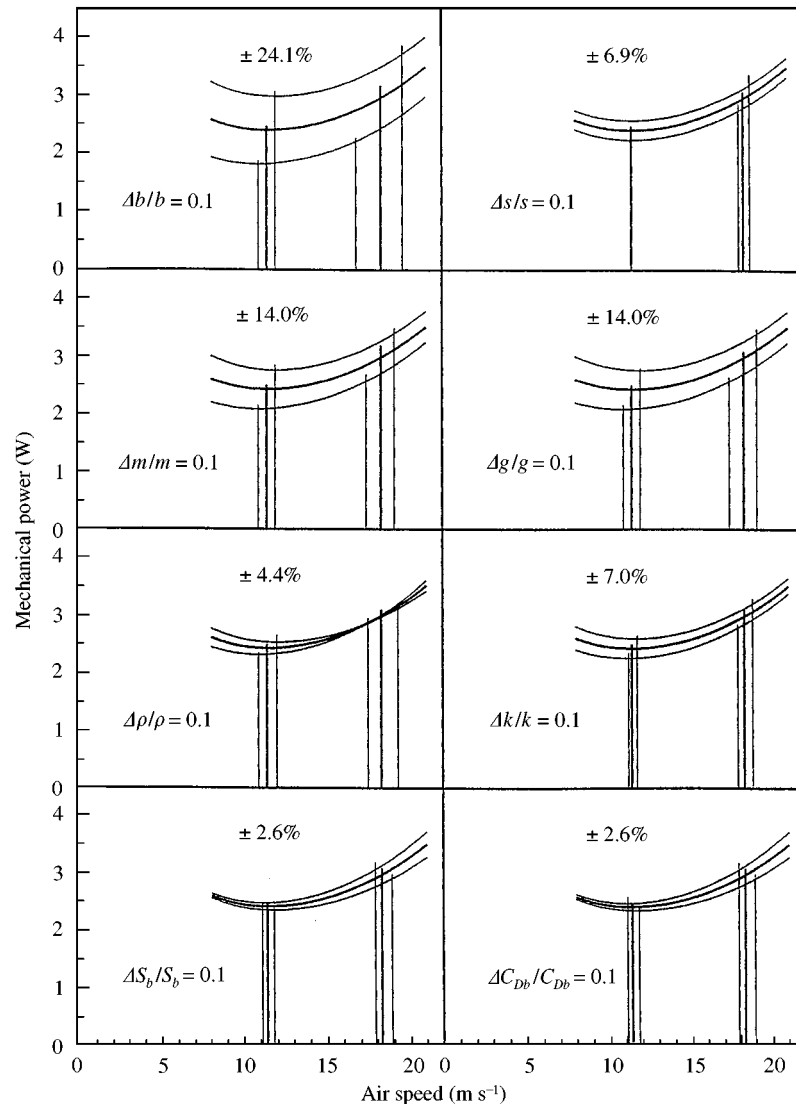 Mechanical power (W)
4
3
2
1
0
± 24.1%
Δb/b = 0.1
± 6.9%
Δs/s = 0.1
4
3
2
1
0
± 14.0%
Δm/m = 0.1
± 14.0%
Δg/g = 0.1
4
3
2
1
0
± 4.4%
Δρ/ρ = 0.1
± 7.0%
Δk/k = 0.1
4
3
2
1
0
± 2.6%
ΔS_b/S_b = 0.1
± 2.6%
ΔC_Db/C_Db = 0.1
0 5 10 15 20 0 5 10 15 20
Air speed (m s⁻¹)